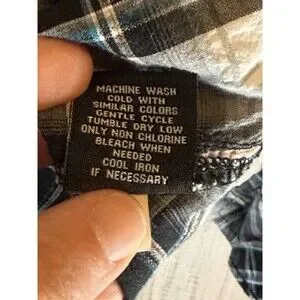 MACHINE WASH
COLD WITH
SIMILAR COLORS
GENTLE CYCLE
TUMBLE DRY LOW
ONLY NON CHLORINE
BLEACH WHEN
NEEDED
COOL IRON
IF NECESSARY